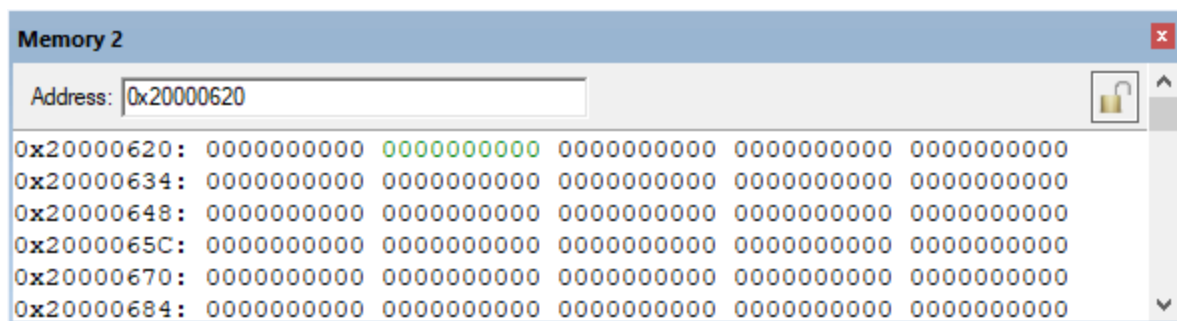 Memory 2
x
Address: 0x20000620
0x20000620: 0000000000 0000000000 0000000000 0000000000 0000000000
0x20000634: 0000000000 0000000000 0000000000 0000000000 0000000000
0x20000648: 0000000000 0000000000 0000000000 0000000000 0000000000
0x2000065C: 0000000000 0000000000 0000000000 0000000000 0000000000
0x20000670: 0000000000 0000000000 0000000000 0000000000 0000000000
0x20000684: 0000000000 0000000000 0000000000 0000000000 0000000000